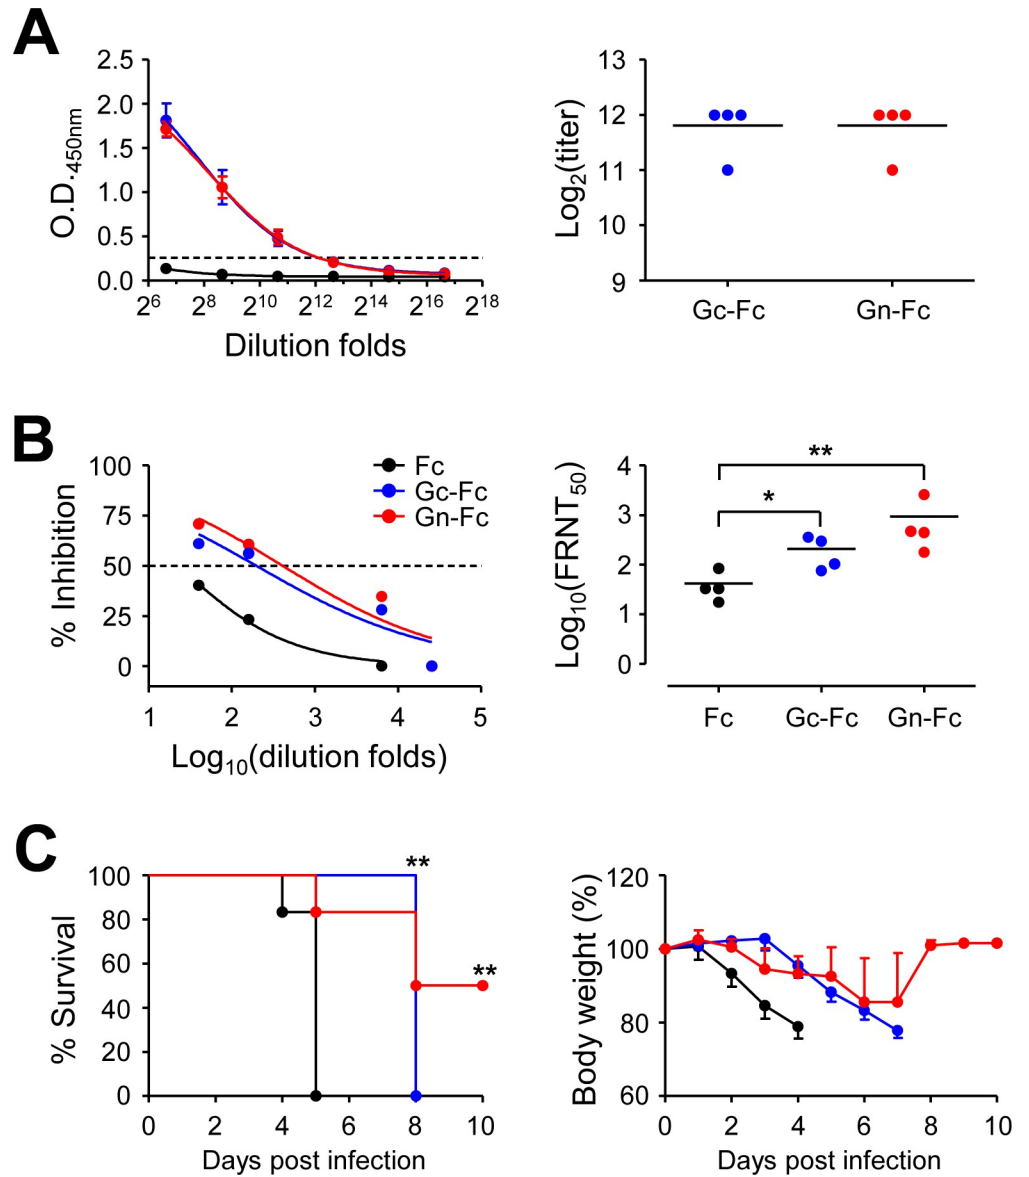 A
2.5
2.0
1.5
1.0
0.5
0.0
O.D.450nm
2^6 2^8 2^10 2^12 2^14 2^16 2^18
Dilution folds
13
12
11
10
9
Log2(titer)
Gc-Fc Gn-Fc
B
100
75
50
25
0
% Inhibition
Fc
Gc-Fc
Gn-Fc
1 2 3 4 5
Log10(dilution folds)
4
3
2
1
0
Log10(FRNT50)
**
*
Fc Gc-Fc Gn-Fc
C
100
80
60
40
20
0
% Survival
**
**
0 2 4 6 8 10
Days post infection
120
100
80
60
Body weight (%)
0 2 4 6 8 10
Days post infection